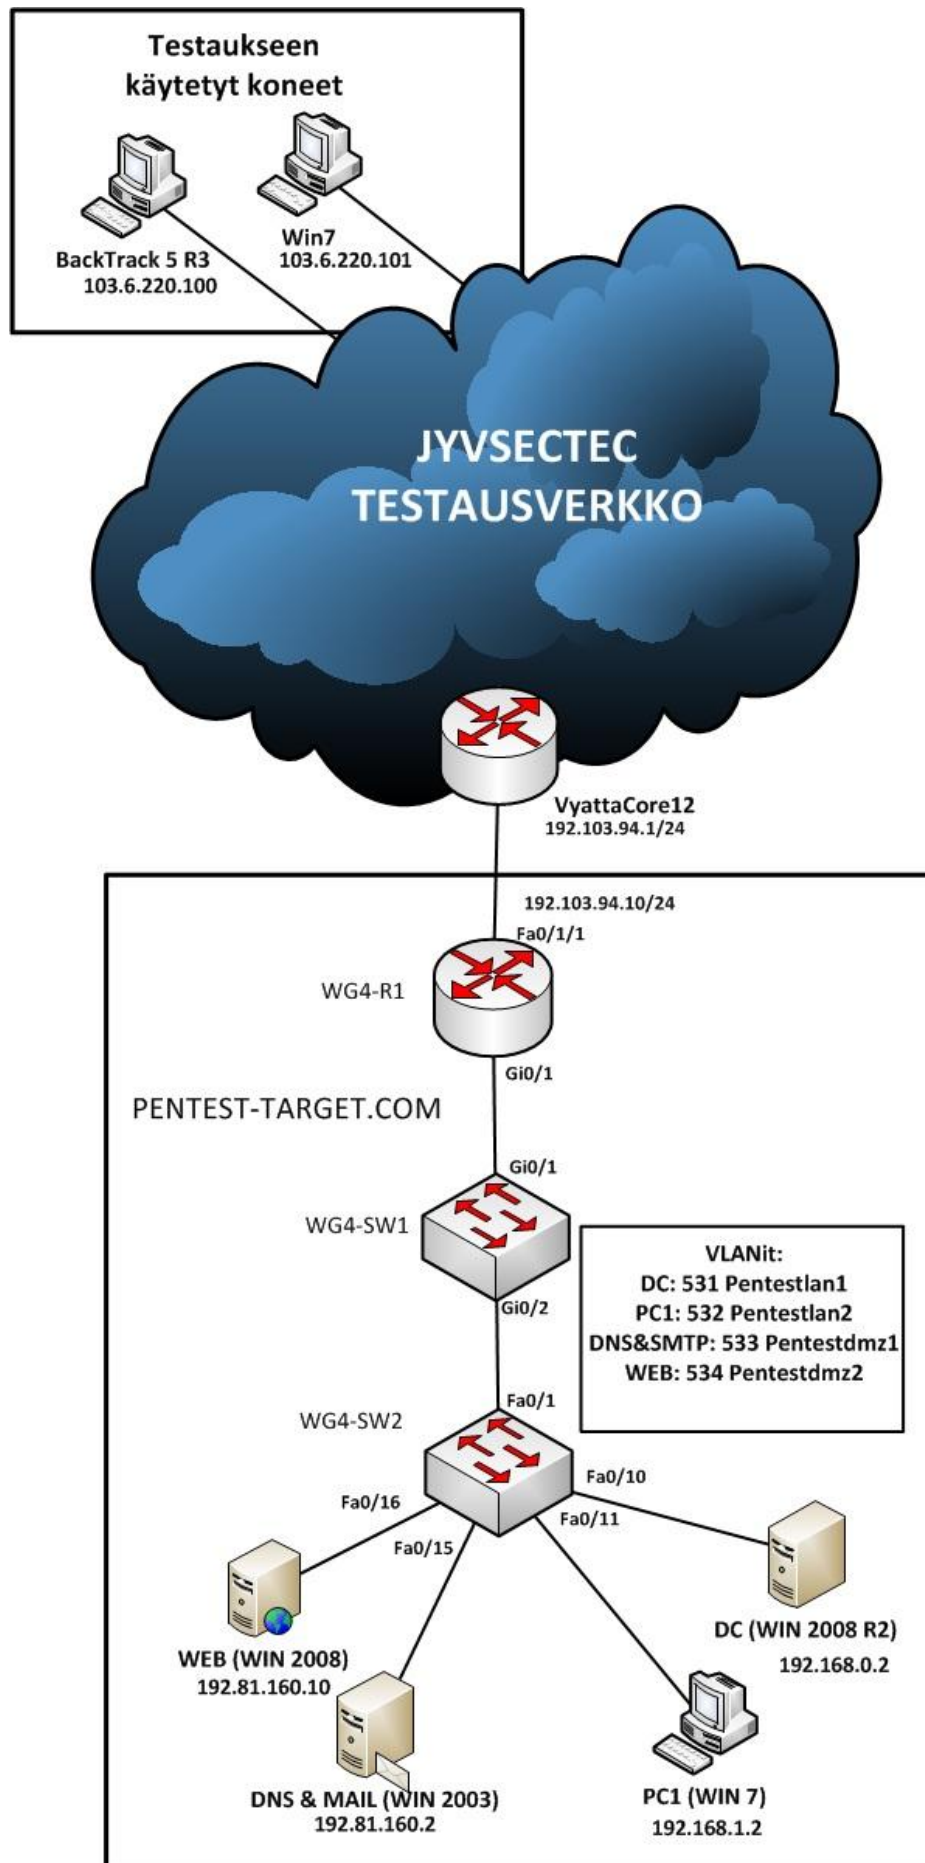 Testaukseen
käytetyt koneet
BackTrack 5 R3
103.6.220.100
Win7
103.6.220.101
JYVSECTEC
TESTAUSVERKKO
VyattaCore12
192.103.94.1/24
192.103.94.10/24
Fa0/1/1
WG4-R1
Gi0/1
PENTEST-TARGET.COM
Gi0/1
WG4-SW1
Gi0/2
VLANit:
DC: 531 Pentestlan1
PC1: 532 Pentestlan2
DNS&SMTP: 533 Pentestdmz1
WEB: 534 Pentestdmz2
Fa0/1
WG4-SW2
Fa0/10
Fa0/16
Fa0/11
Fa0/15
WEB (WIN 2008)
192.81.160.10
DC (WIN 2008 R2)
192.168.0.2
DNS & MAIL (WIN 2003)
192.81.160.2
PC1 (WIN 7)
192.168.1.2